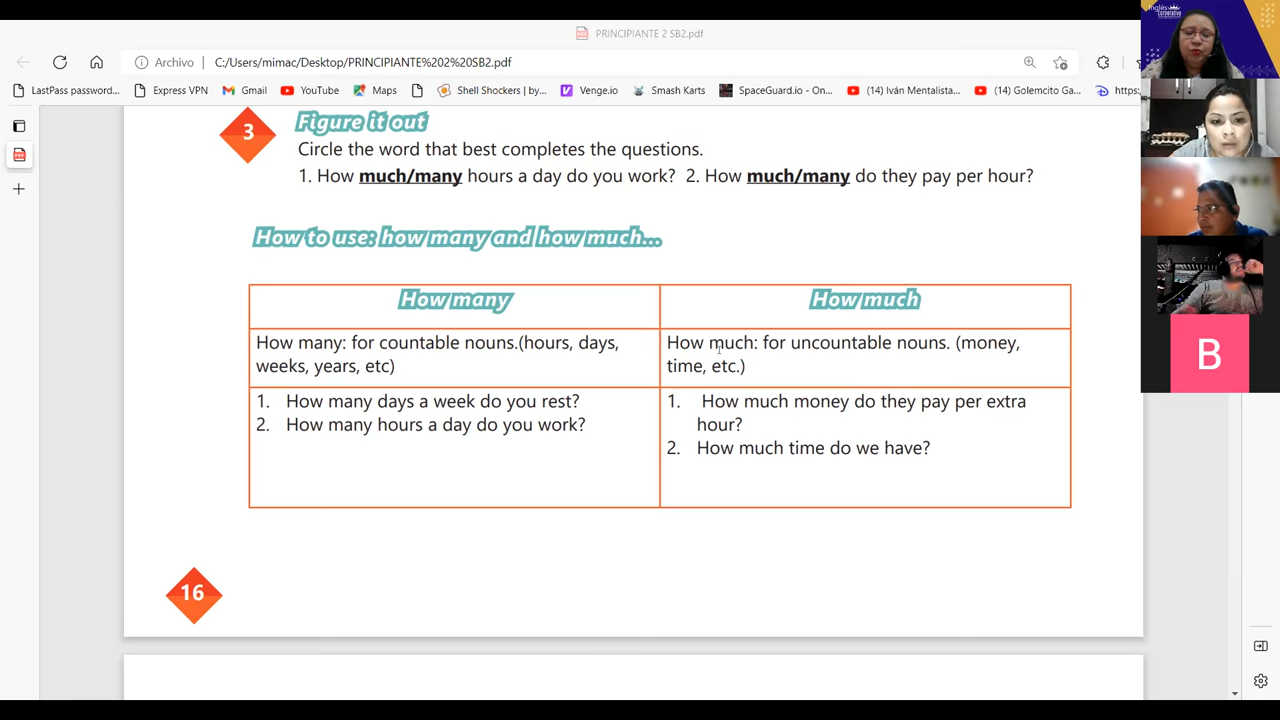 PRINCIPIANTE 2 SB2.pdf
Archivo
C:/Users/mimac/Desktop/PRINCIPIANTE%202%20SB2.pdf
LastPass password...
Express VPN
Gmail
YouTube
Maps
Shell Shockers | by...
Venge.io
Smash Karts
SpaceGuard.io - On...
(14) Iván Mentalista...
(14) Golemcito Ga...
https:
Inglés
corporativo
3
Figure it out
Circle the word that best completes the questions.
1. How much/many hours a day do you work? 2. How much/many do they pay per hour?
How to use: how many and how much...
How many
How much
How many: for countable nouns.(hours, days,
weeks, years, etc)
How much: for uncountable nouns. (money,
time, etc.)
1. How many days a week do you rest?
2. How many hours a day do you work?
1. How much money do they pay per extra
hour?
2. How much time do we have?
16
B